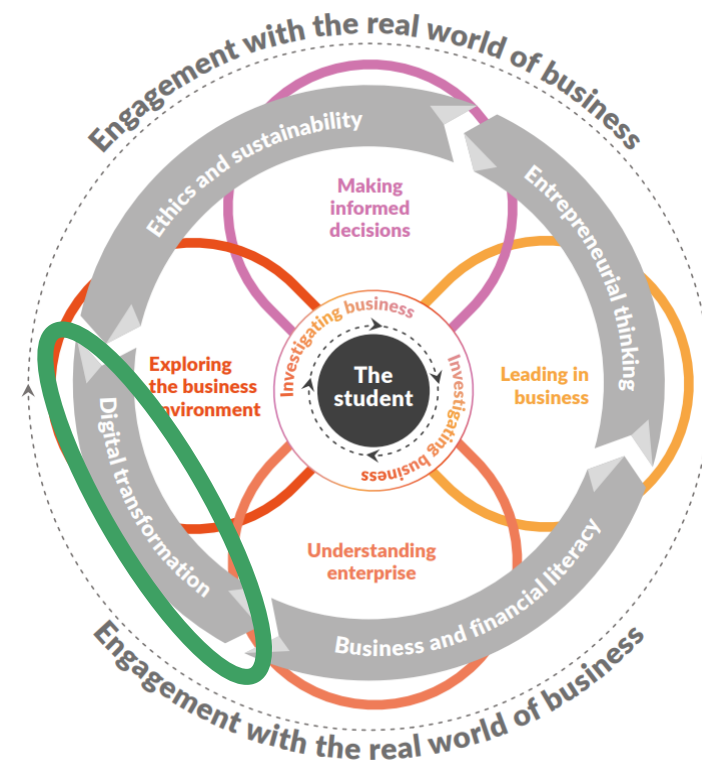 Engagement with the real world of business
Ethics and sustainability
Entrepreneurial thinking
Making
informed
decisions
Investigating business
Investigating business
The
student
Exploring
the business
environment
Leading in
business
Digital transformation
Understanding
enterprise
Business and financial literacy
Engagement with the real world of business